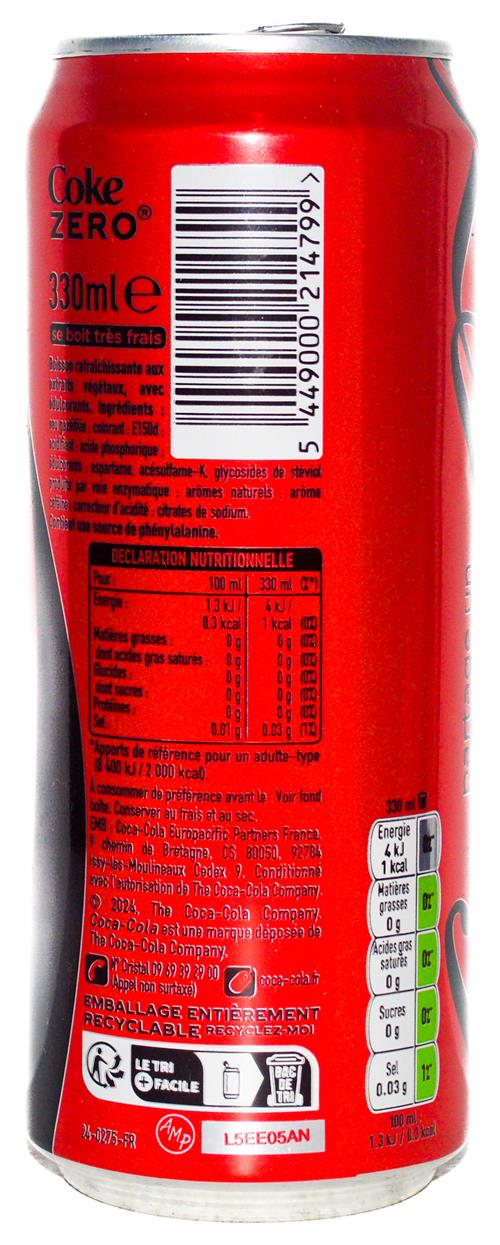 Coke
ZERO®
330ml e
se boit très frais
5 449000 214799 >
Boisson rafraîchissante aux
extraits végétaux, avec
édulcorants. Ingrédients :
eau gazéifiée ; colorant : E150d ;
acidifiant : acide phosphorique ;
édulcorants : aspartame, acésulfame-K, glycosides de stéviol
produits par voie enzymatique ; arômes naturels ; arôme
caféine ; correcteur d'acidité : citrates de sodium.
Contient une source de phénylalanine.
DECLARATION NUTRITIONNELLE
Pour : 100 ml 330 ml (%*)
Energie : 1.3 kJ / 4 kJ /
0.3 kcal 1 kcal (0%)
Matières grasses : 0 g 0 g (0%)
dont acides gras saturés : 0 g 0 g (0%)
Glucides : 0 g 0 g (0%)
dont sucres : 0 g 0 g (0%)
Protéines : 0 g 0 g (0%)
Sel : 0.01 g 0.03 g (1%)
*Apports de référence pour un adulte-type
(8 400 kJ / 2 000 kcal).
A consommer de préférence avant le : Voir fond
boîte. Conserver au frais et au sec.
EMB : Coca-Cola Europacific Partners France,
9 chemin de Bretagne, CS 80050, 92784
Issy-les-Moulineaux Cedex 9. Conditionné
avec l'autorisation de The Coca-Cola Company.
© 2024, The Coca-Cola Company.
Coca-Cola est une marque déposée de
The Coca-Cola Company.
N° Cristal 09 69 39 29 00
(Appel non surtaxé)
coca-cola.fr
EMBALLAGE ENTIÈREMENT
RECYCLABLE RECYCLEZ-MOI
LE TRI
+ FACILE
BAC
DE
TRI
24-0275-FR
AMP
L5EE05AN
partage un
330 ml
Energie
4 kJ
1 kcal
0%*
Matières
grasses
0 g
0%*
Acides gras
saturés
0 g
0%*
Sucres
0 g
0%*
Sel
0.03 g
1%*
100 ml :
1.3 kJ / 0.3 kcal